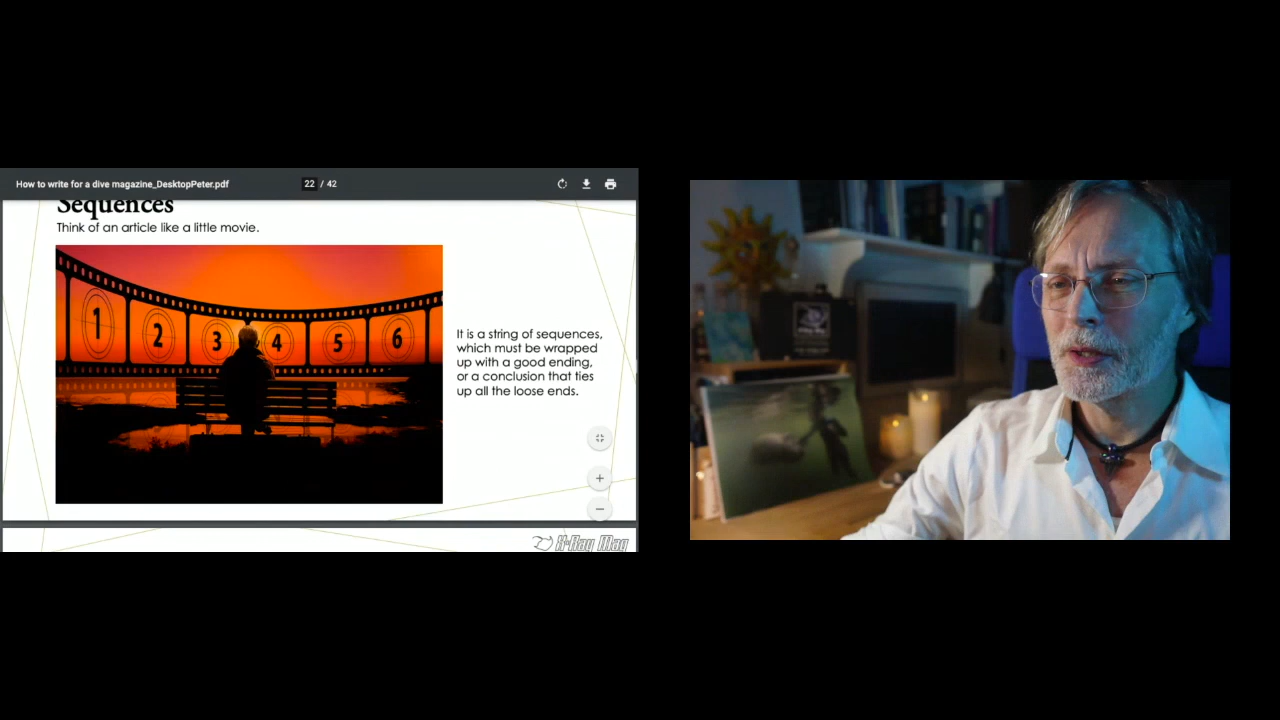 How to write for a dive magazine_DesktopPeter.pdf
22 / 42
Sequences
Think of an article like a little movie.
1 2 3 4 5 6
It is a string of sequences,
which must be wrapped
up with a good ending,
or a conclusion that ties
up all the loose ends.
X-Ray Mag